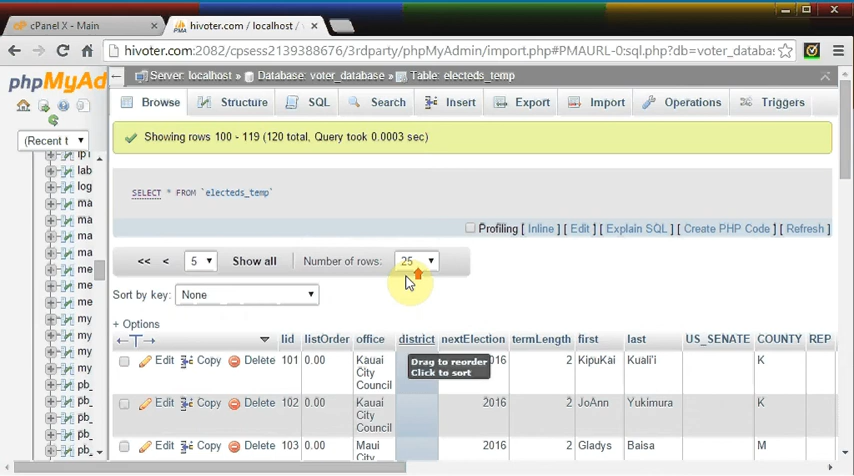 cPanel X - Main × hivoter.com / localhost / ×
hivoter.com:2082/cpsess2139388676/3rdparty/phpMyAdmin/import.php#PMAURL-0:sql.php?db=voter_databas
phpMyAd
Server: localhost » Database: voter_database » Table: electeds_temp
Browse Structure SQL Search Insert Export Import Operations Triggers
Showing rows 100 - 119 (120 total, Query took 0.0003 sec)
(Recent t
SELECT * FROM `electeds_temp`
Profiling [ Inline ] [ Edit ] [ Explain SQL ] [ Create PHP Code ] [ Refresh ]
<< < 5 Show all Number of rows: 25
Sort by key: None
+ Options
←T→ lid listOrder office district nextElection termLength first last US_SENATE COUNTY REP
Edit Copy Delete 101 0.00 Kauai City Council 2016 2 KipuKai Kuali'i K
Drag to reorder
Click to sort
Edit Copy Delete 102 0.00 Kauai City Council 2016 2 JoAnn Yukimura K
Edit Copy Delete 103 0.00 Maui City 2016 2 Gladys Baisa M
lab
log
ma
ma
ma
ma
me
me
me
my
my
my
my
pb_
pb_
pb_
pb_